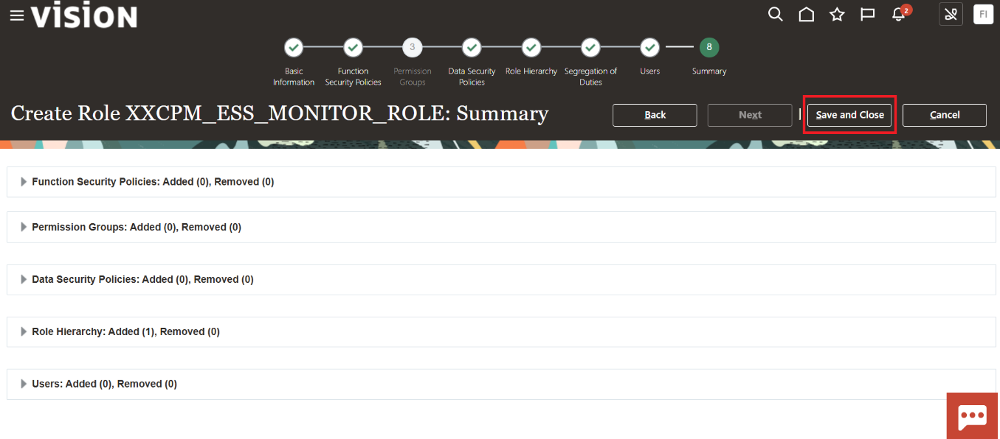 vision
2
FI
3
8
Basic
Information
Function
Security Policies
Permission
Groups
Data Security
Policies
Role Hierarchy
Segregation of
Duties
Users
Summary
Create Role XXCPM_ESS_MONITOR_ROLE: Summary
Back
Next
Save and Close
Cancel
Function Security Policies: Added (0), Removed (0)
Permission Groups: Added (0), Removed (0)
Data Security Policies: Added (0), Removed (0)
Role Hierarchy: Added (1), Removed (0)
Users: Added (0), Removed (0)